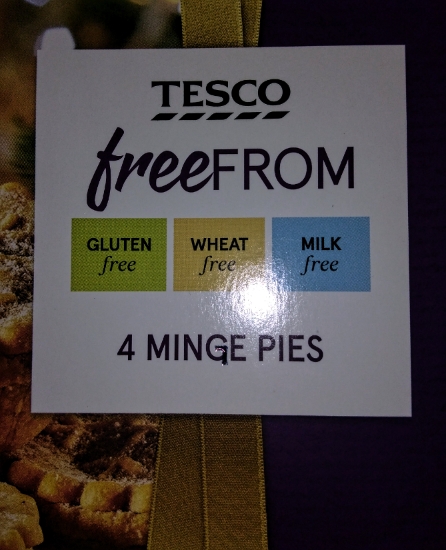 TESCO
freeFROM
GLUTEN free
WHEAT free
MILK free
4 MINGE PIES